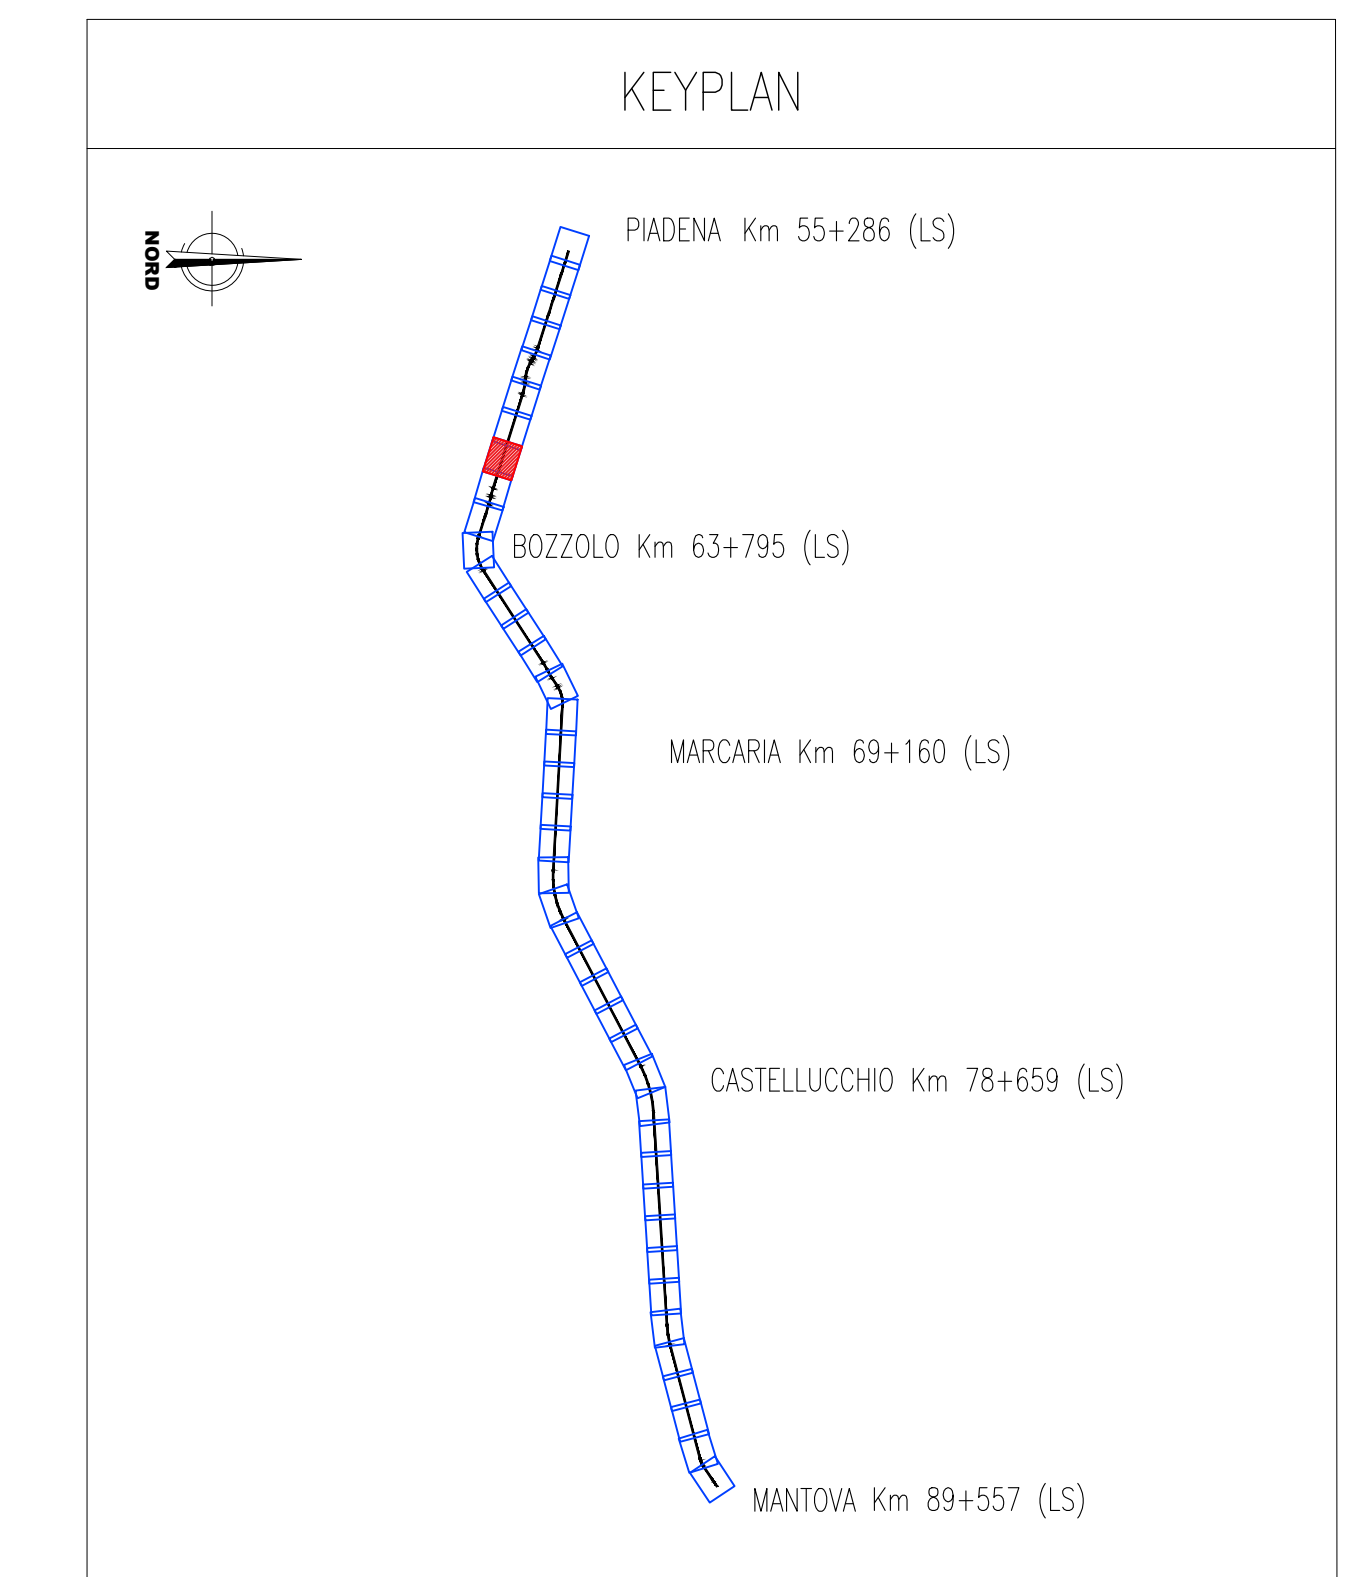 KEYPLAN
NORD
PIADENA Km 55+286 (LS)
BOZZOLO Km 63+795 (LS)
MARCARIA Km 69+160 (LS)
CASTELLUCCHIO Km 78+659 (LS)
MANTOVA Km 89+557 (LS)